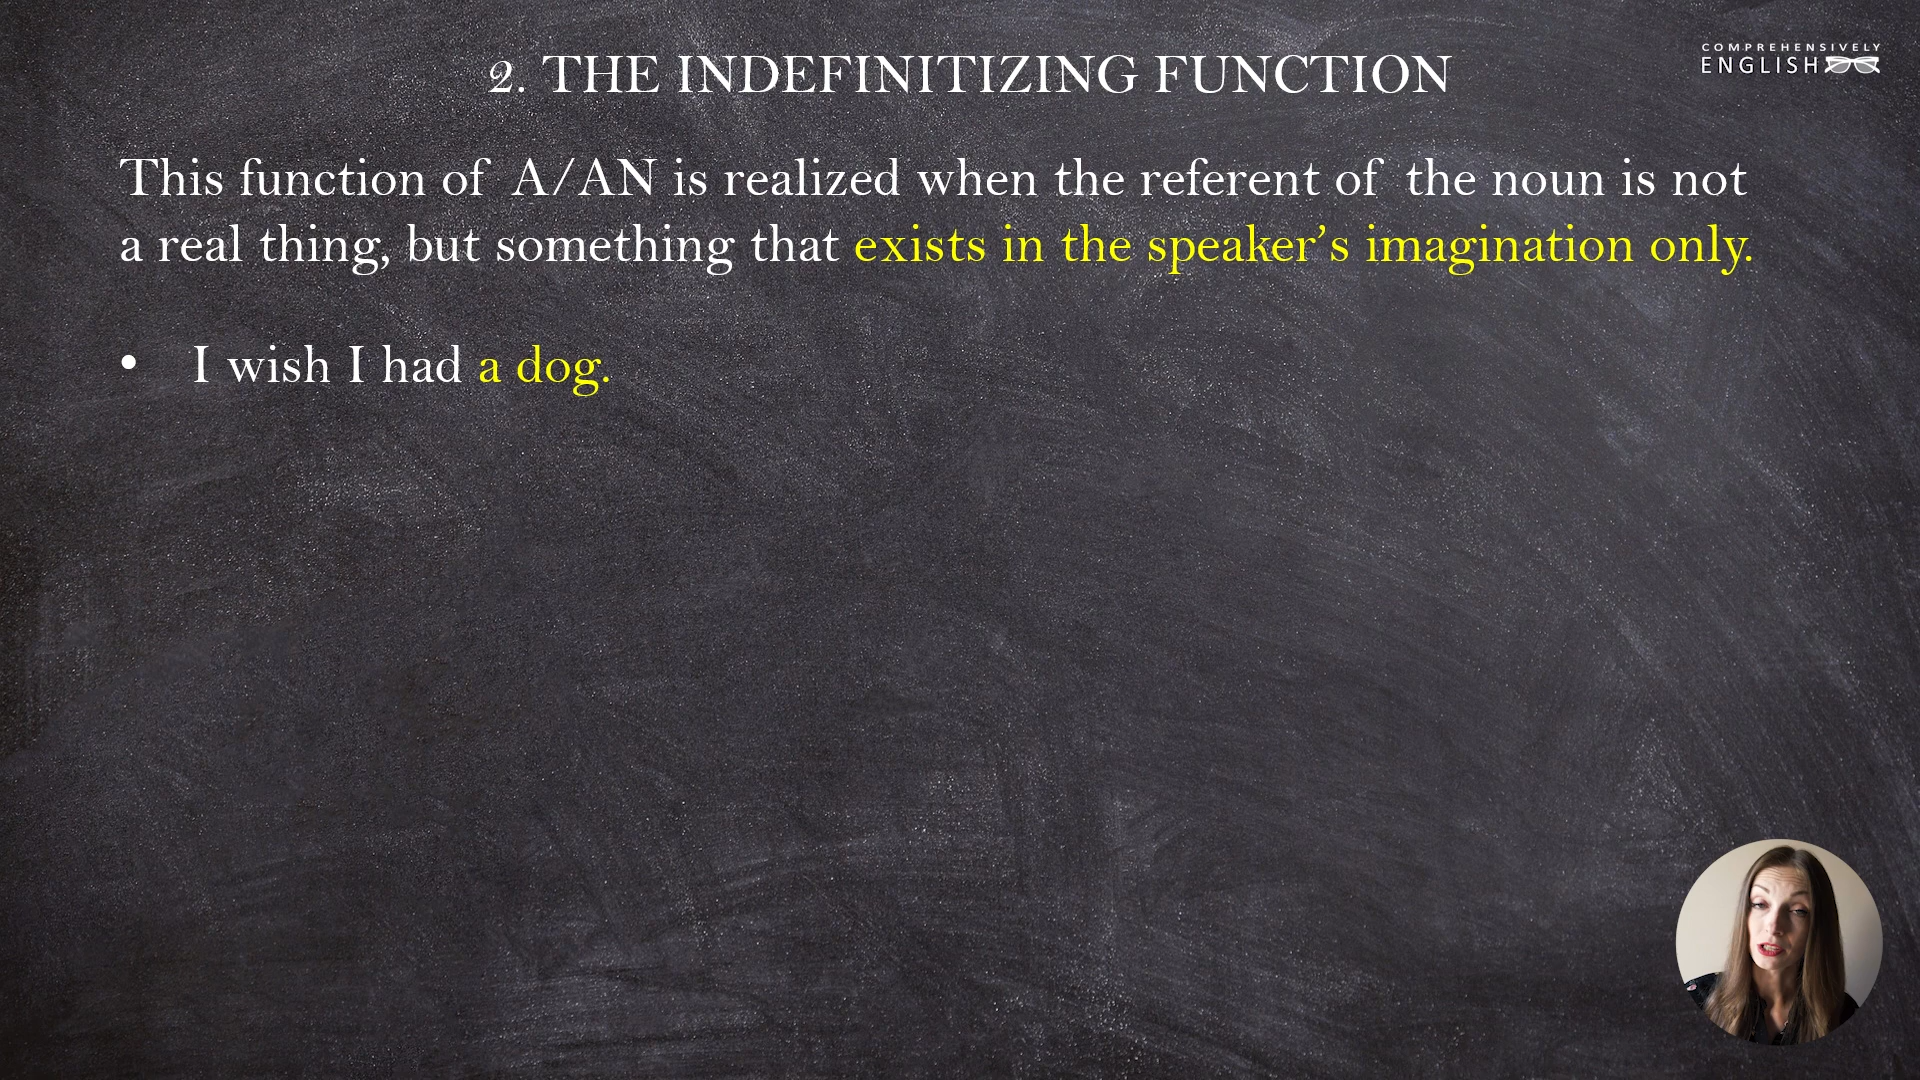 2. THE INDEFINITIZING FUNCTION
COMPREHENSIVELY
ENGLISH
This function of A/AN is realized when the referent of the noun is not
a real thing, but something that exists in the speaker’s imagination only.
• I wish I had a dog.